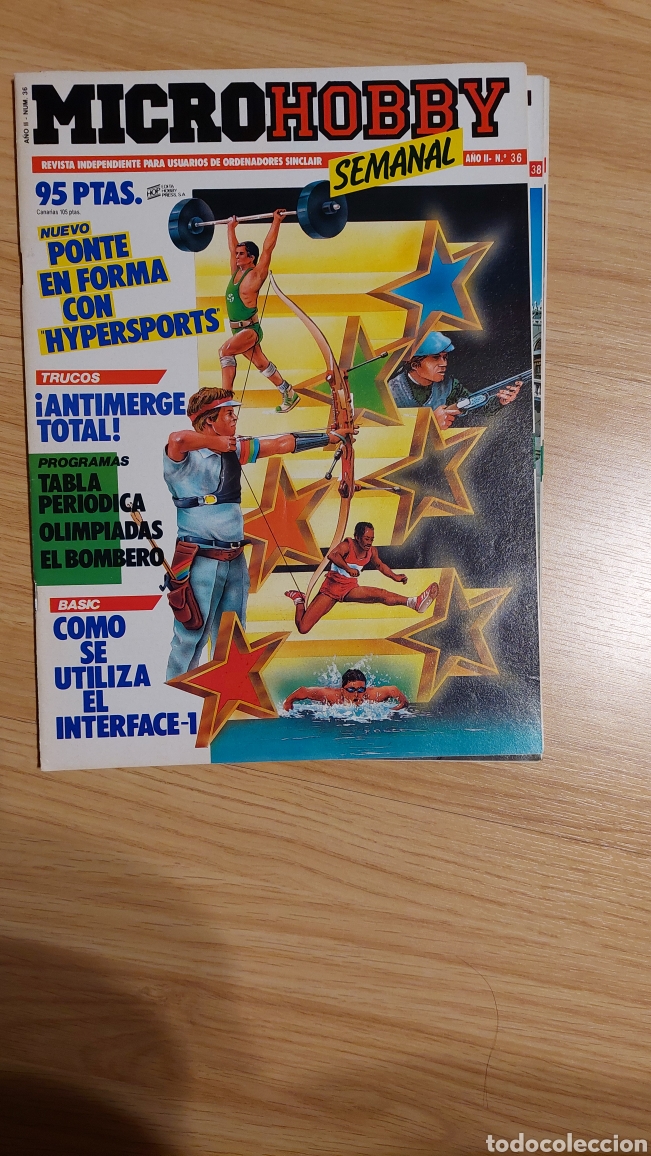 AÑO II - NUM. 36
MICROHOBBY
SEMANAL
REVISTA INDEPENDIENTE PARA USUARIOS DE ORDENADORES SINCLAIR
AÑO II- N.º 36
38
95 PTAS.
Canarias 105 ptas.
HOBBY
PRESS, S.A.
NUEVO
PONTE
EN FORMA
CON
"HYPERSPORTS"
TRUCOS
¡ANTIMERGE
TOTAL!
PROGRAMAS
TABLA
PERIODICA
OLIMPIADAS
EL BOMBERO
BASIC
COMO
SE
UTILIZA
EL
INTERFACE-1
todocoleccion